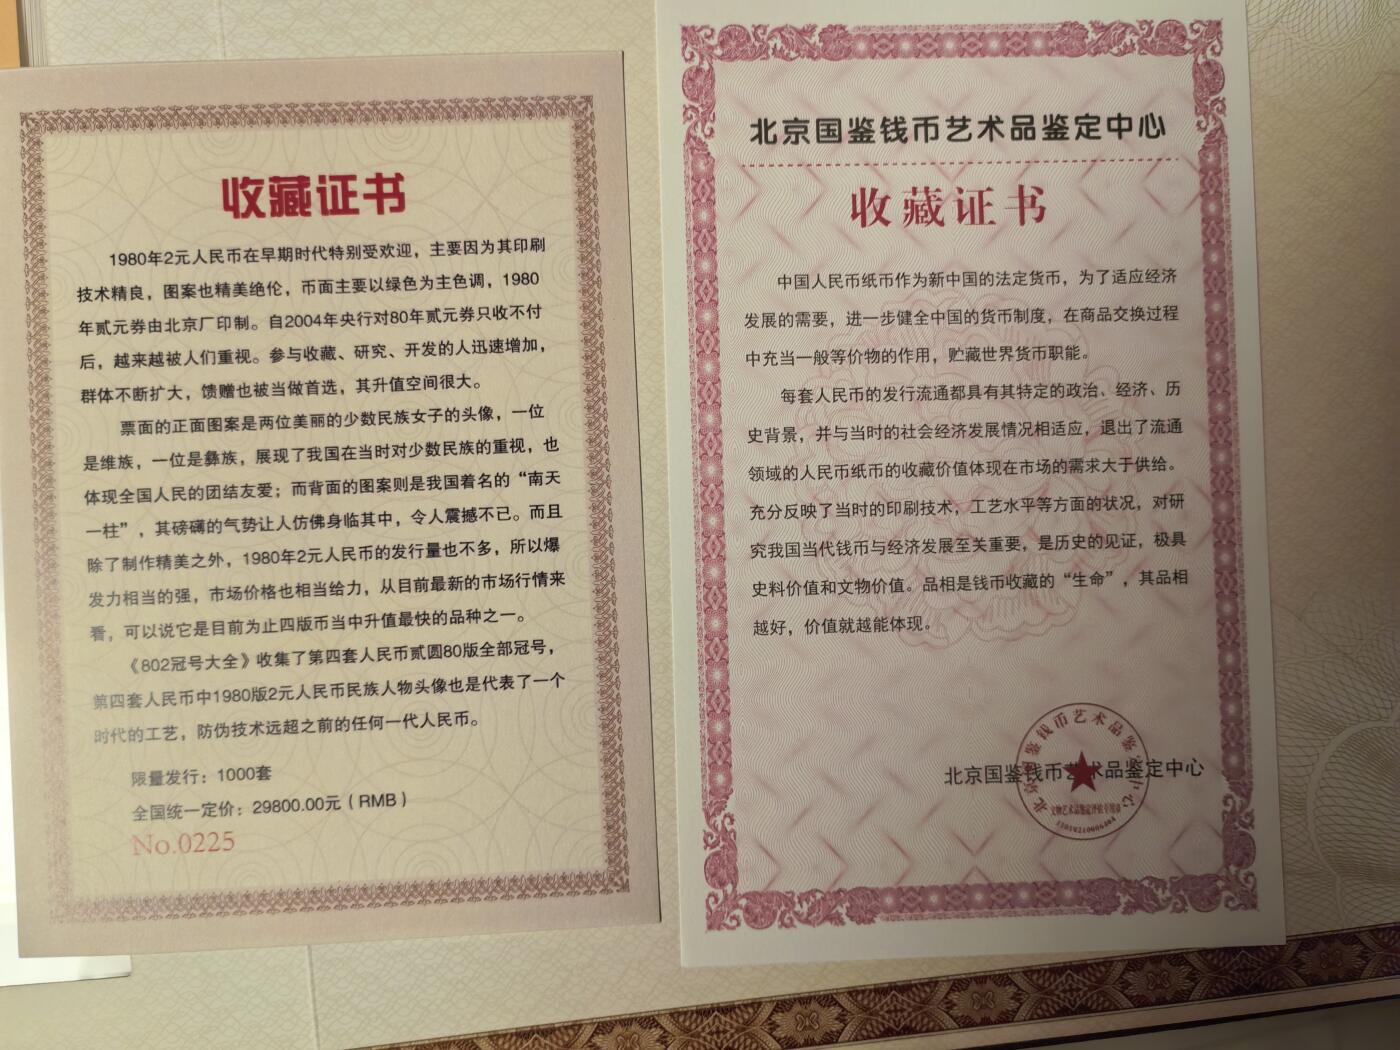 收藏证书
1980年2元人民币在早期时代特别受欢迎，主要因为其印刷
技术精良，图案也精美绝伦，币面主要以绿色为主色调，1980
年贰元券由北京厂印制。自2004年央行对80年贰元券只收不付
后，越来越被人们重视。参与收藏、研究、开发的人迅速增加，
群体不断扩大，馈赠也被当做首选，其升值空间很大。
票面的正面图案是两位美丽的少数民族女子的头像，一位
是维族，一位是彝族，展现了我国在当时对少数民族的重视，也
体现全国人民的团结友爱；而背面的图案则是我国着名的“南天
一柱”，其磅礴的气势让人仿佛身临其中，令人震撼不已。而且
除了制作精美之外，1980年2元人民币的发行量也不多，所以爆
发力相当的强，市场价格也相当给力，从目前最新的市场行情来
看，可以说它是目前为止四版币当中升值最快的品种之一。
《802冠号大全》收集了第四套人民币贰圆80版全部冠号，
第四套人民币中1980版2元人民币民族人物头像也是代表了一个
时代的工艺，防伪技术远超之前的任何一代人民币。
限量发行：1000套
全国统一定价：29800.00元（RMB）
No.0225
北京国鉴钱币艺术品鉴定中心
收藏证书
中国人民币纸币作为新中国的法定货币，为了适应经济
发展的需要，进一步健全中国的货币制度，在商品交换过程
中充当一般等价物的作用，贮藏世界货币职能。
每套人民币的发行流通都具有其特定的政治、经济、历
史背景，并与当时的社会经济发展情况相适应，退出了流通
领域的人民币纸币的收藏价值体现在市场的需求大于供给。
充分反映了当时的印刷技术，工艺水平等方面的状况，对研
究我国当代钱币与经济发展至关重要，是历史的见证，极具
史料价值和文物价值。品相是钱币收藏的“生命”，其品相
越好，价值就越能体现。
北京国鉴钱币艺术品鉴定中心
北京国鉴钱币艺术品鉴定中心